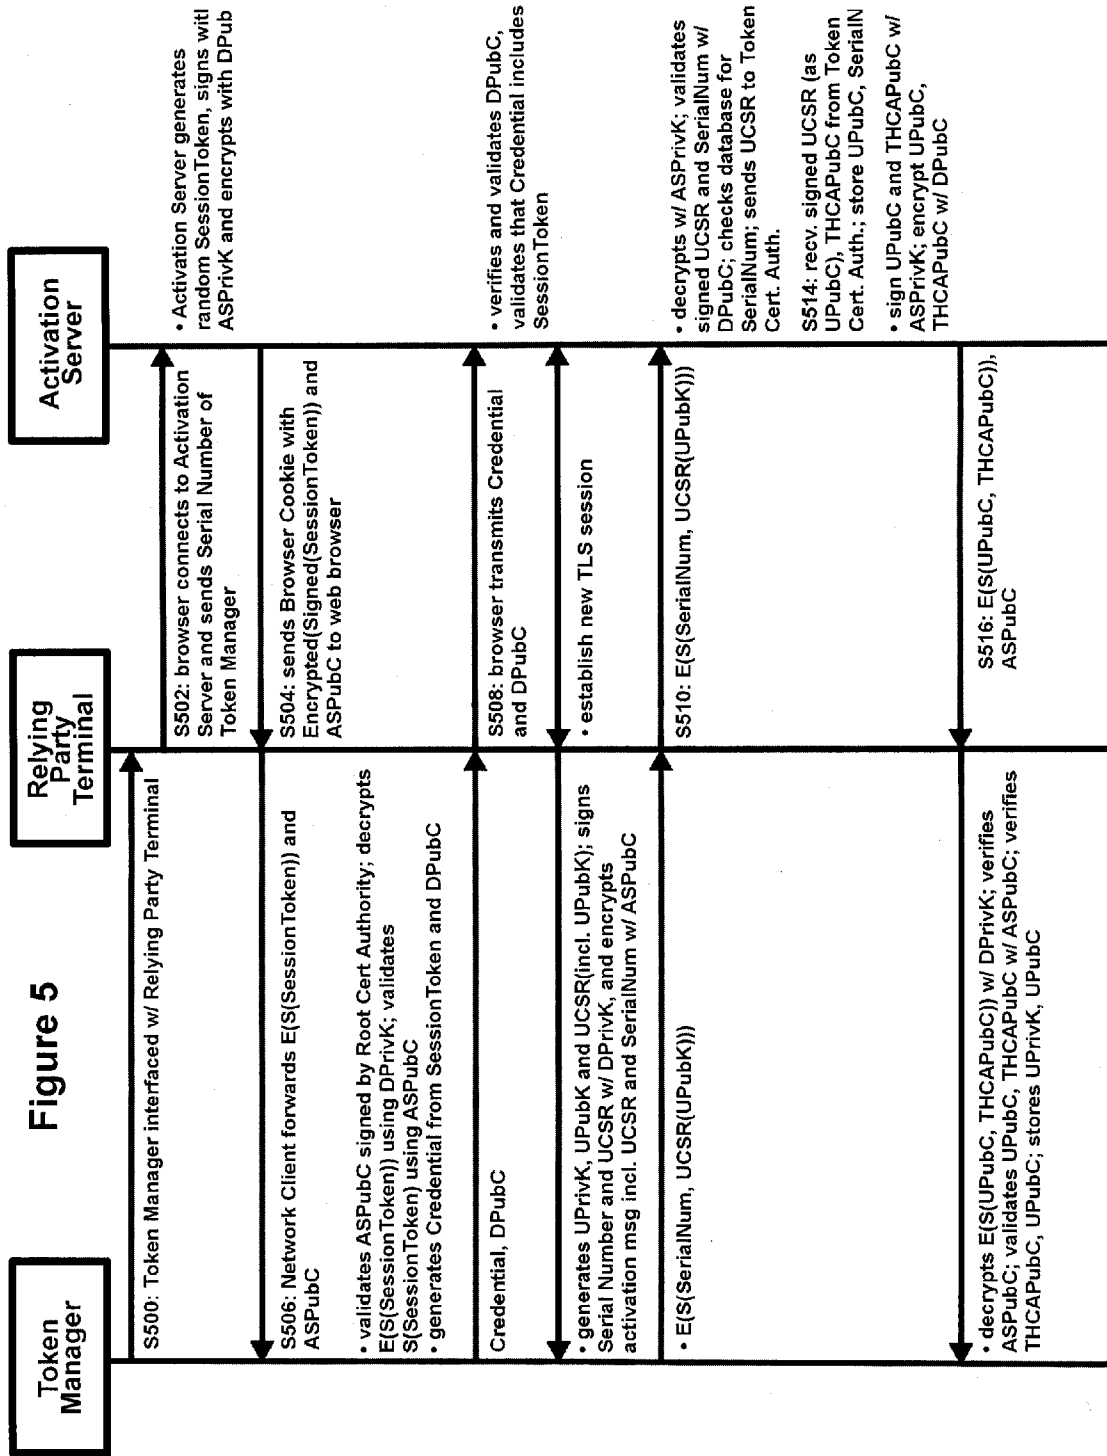 Figure 5
Token
Manager
Relying
Party
Terminal
Activation
Server
S500: Token Manager interfaced w/ Relying Party Terminal
S502: browser connects to Activation
Server and sends Serial Number of
Token Manager
• Activation Server generates
random SessionToken, signs witl
ASPrivK and encrypts with DPub
S504: sends Browser Cookie with
Encrypted(Signed(SessionToken)) and
ASPubC to web browser
S506: Network Client forwards E(S(SessionToken)) and
ASPubC
• validates ASPubC signed by Root Cert Authority; decrypts
E(S(SessionToken)) using DPrivK; validates
S(SessionToken) using ASPubC
• generates Credential from SessionToken and DPubC
Credential, DPubC
S508: browser transmits Credential
and DPubC
• verifies and validates DPubC,
validates that Credential includes
SessionToken
• establish new TLS session
• generates UPrivK, UPubK and UCSR(incl. UPubK); signs
Serial Number and UCSR w/ DPrivK, and encrypts
activation msg incl. UCSR and SerialNum w/ ASPubC
• E(S(SerialNum, UCSR(UPubK)))
S510: E(S(SerialNum, UCSR(UPubK)))
• decrypts w/ ASPrivK; validates
signed UCSR and SerialNum w/
DPubC; checks database for
SerialNum; sends UCSR to Token
Cert. Auth.
S514: recv. signed UCSR (as
UPubC), THCAPubC from Token
Cert. Auth.; store UPubC, SerialN
• sign UPubC and THCAPubC w/
ASPrivK; encrypt UPubC,
THCAPubC w/ DPubC
S516: E(S(UPubC, THCAPubC)),
ASPubC
• decrypts E(S(UPubC, THCAPubC)) w/ DPrivK; verifies
ASPubC; validates UPubC, THCAPubC w/ ASPubC; verifies
THCAPubC, UPubC; stores UPrivK, UPubC